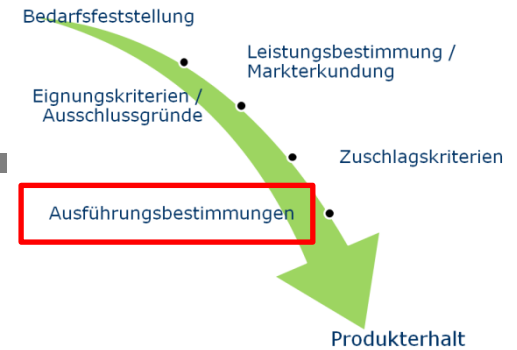 Bedarfsfeststellung
Leistungsbestimmung /
Markterkundung
Eignungskriterien /
Ausschlussgründe
Zuschlagskriterien
Ausführungsbestimmungen
Produkterhalt